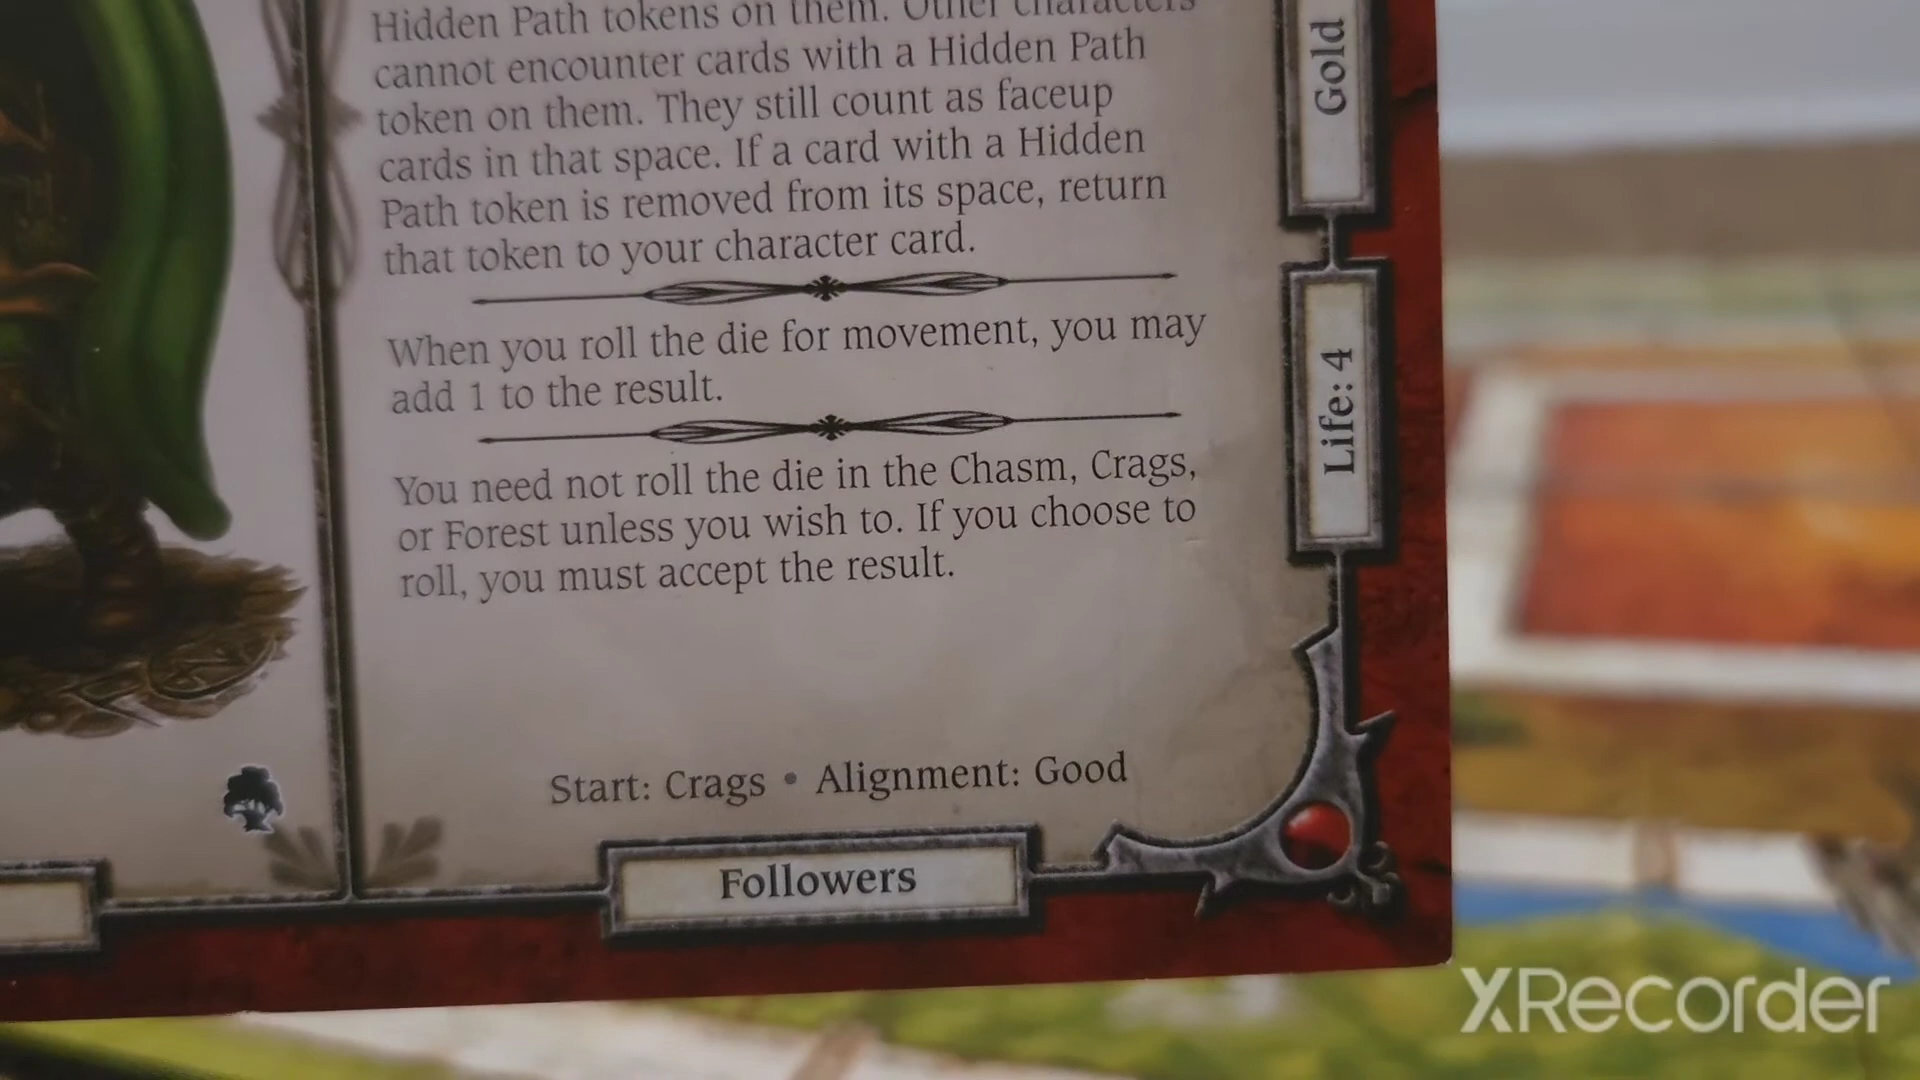 Hidden Path tokens on them. Other characters
cannot encounter cards with a Hidden Path
token on them. They still count as faceup
cards in that space. If a card with a Hidden
Path token is removed from its space, return
that token to your character card.
When you roll the die for movement, you may
add 1 to the result.
You need not roll the die in the Chasm, Crags,
or Forest unless you wish to. If you choose to
roll, you must accept the result.
Start: Crags • Alignment: Good
Followers
Gold
Life: 4
XRecorder